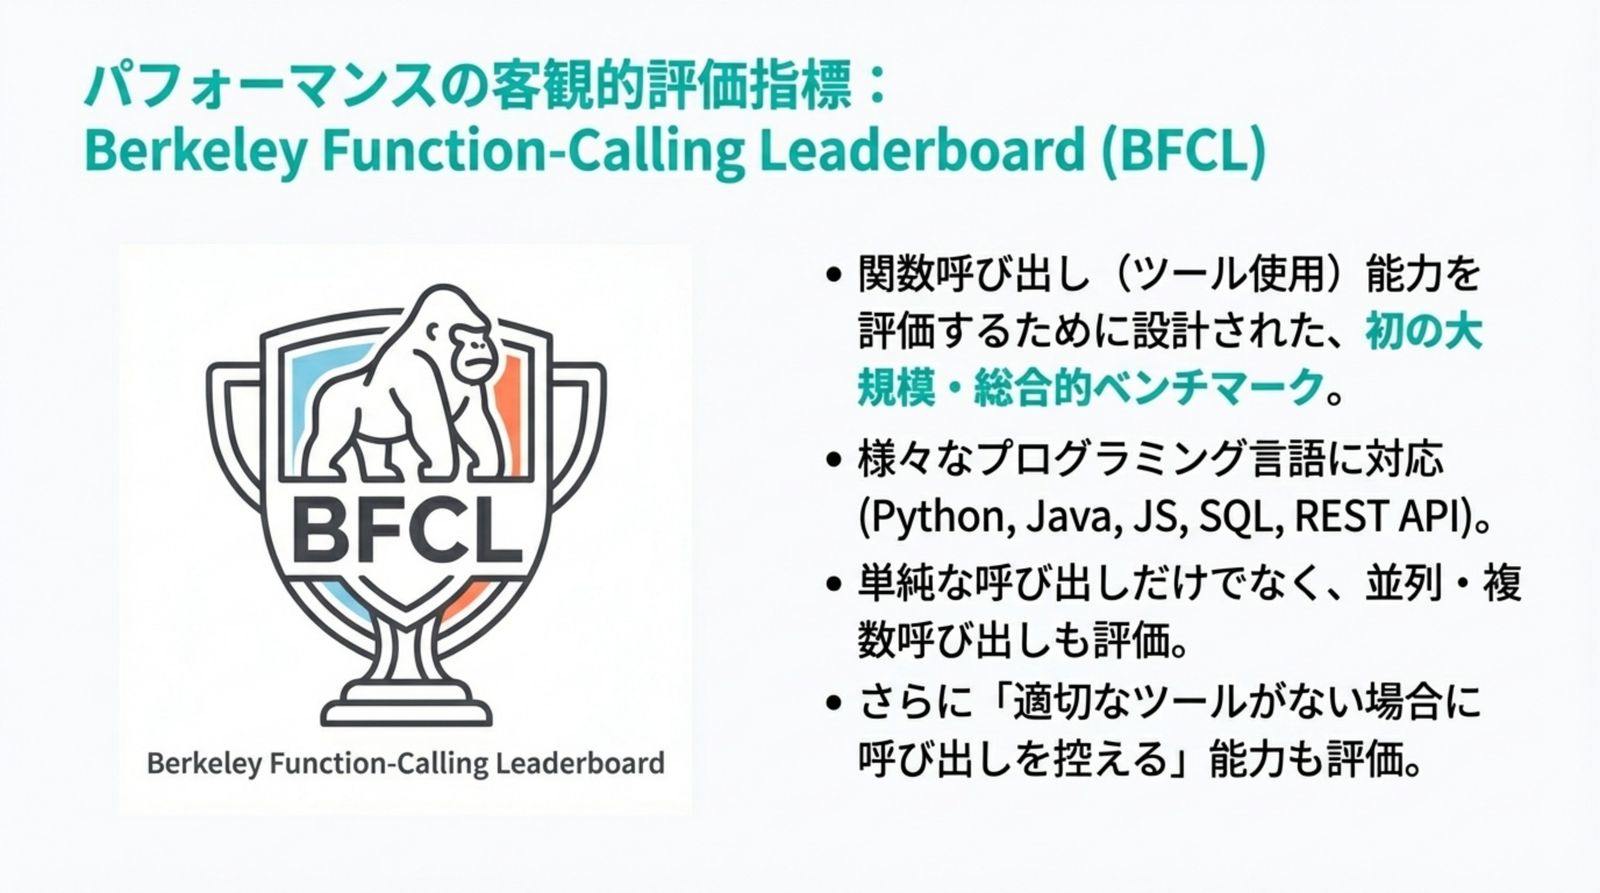 パフォーマンスの客観的評価指標：
Berkeley Function-Calling Leaderboard (BFCL)
BFCL
Berkeley Function-Calling Leaderboard
• 関数呼び出し（ツール使用）能力を
評価するために設計された、初の大
規模・総合的ベンチマーク。
• 様々なプログラミング言語に対応
(Python, Java, JS, SQL, REST API)。
• 単純な呼び出しだけでなく、並列・複
数呼び出しも評価。
• さらに「適切なツールがない場合に
呼び出しを控える」能力も評価。